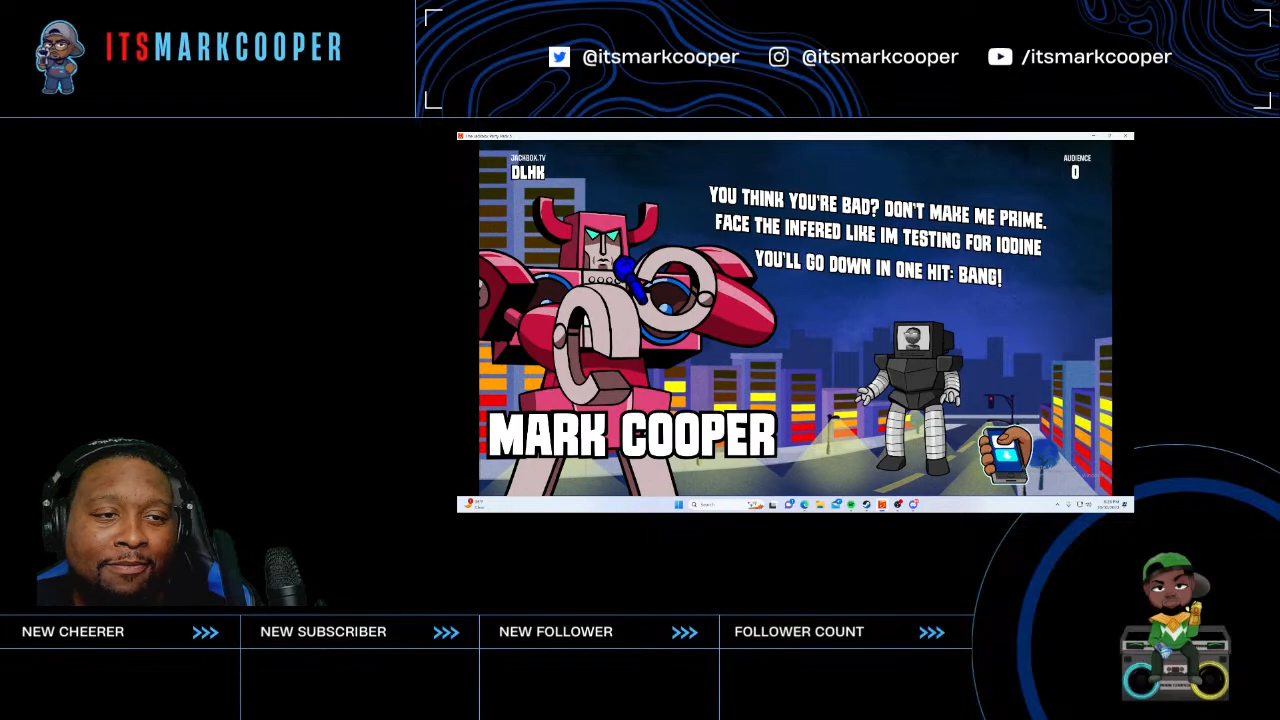 ITSMARKCOOPER
@itsmarkcooper
@itsmarkcooper
/itsmarkcooper
JACKBOX.TV
DLHK
AUDIENCE
0
YOU THINK YOU'RE BAD? DON'T MAKE ME PRIME.
FACE THE INFERED LIKE IM TESTING FOR IODINE
YOU'LL GO DOWN IN ONE HIT: BANG!
MARK COOPER
Search
NEW CHEERER
NEW SUBSCRIBER
NEW FOLLOWER
FOLLOWER COUNT